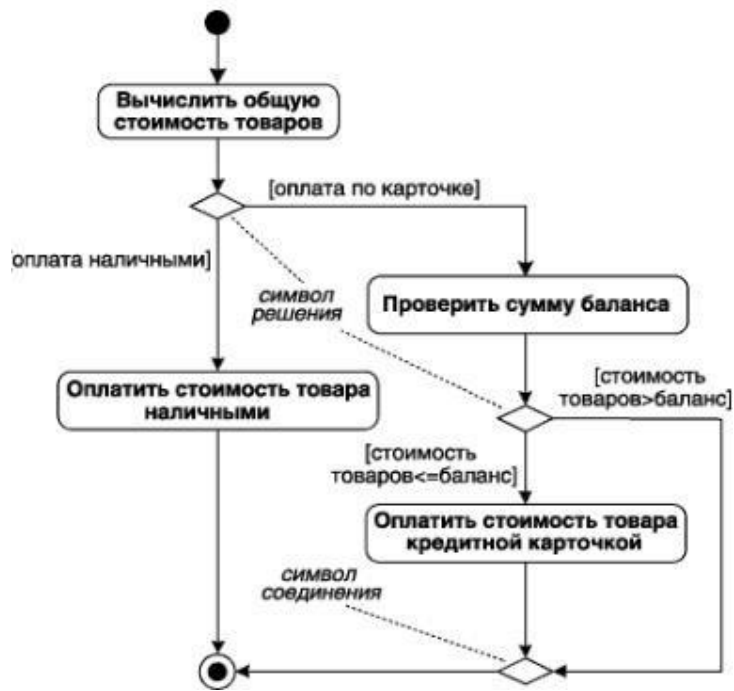 Вычислить общую
стоимость товаров
[оплата по карточке]
оплата наличными]
символ
решения
Проверить сумму баланса
[стоимость
товаров>баланс]
Оплатить стоимость товара
наличными
[стоимость
товаров<=баланс]
Оплатить стоимость товара
кредитной карточкой
символ
соединения